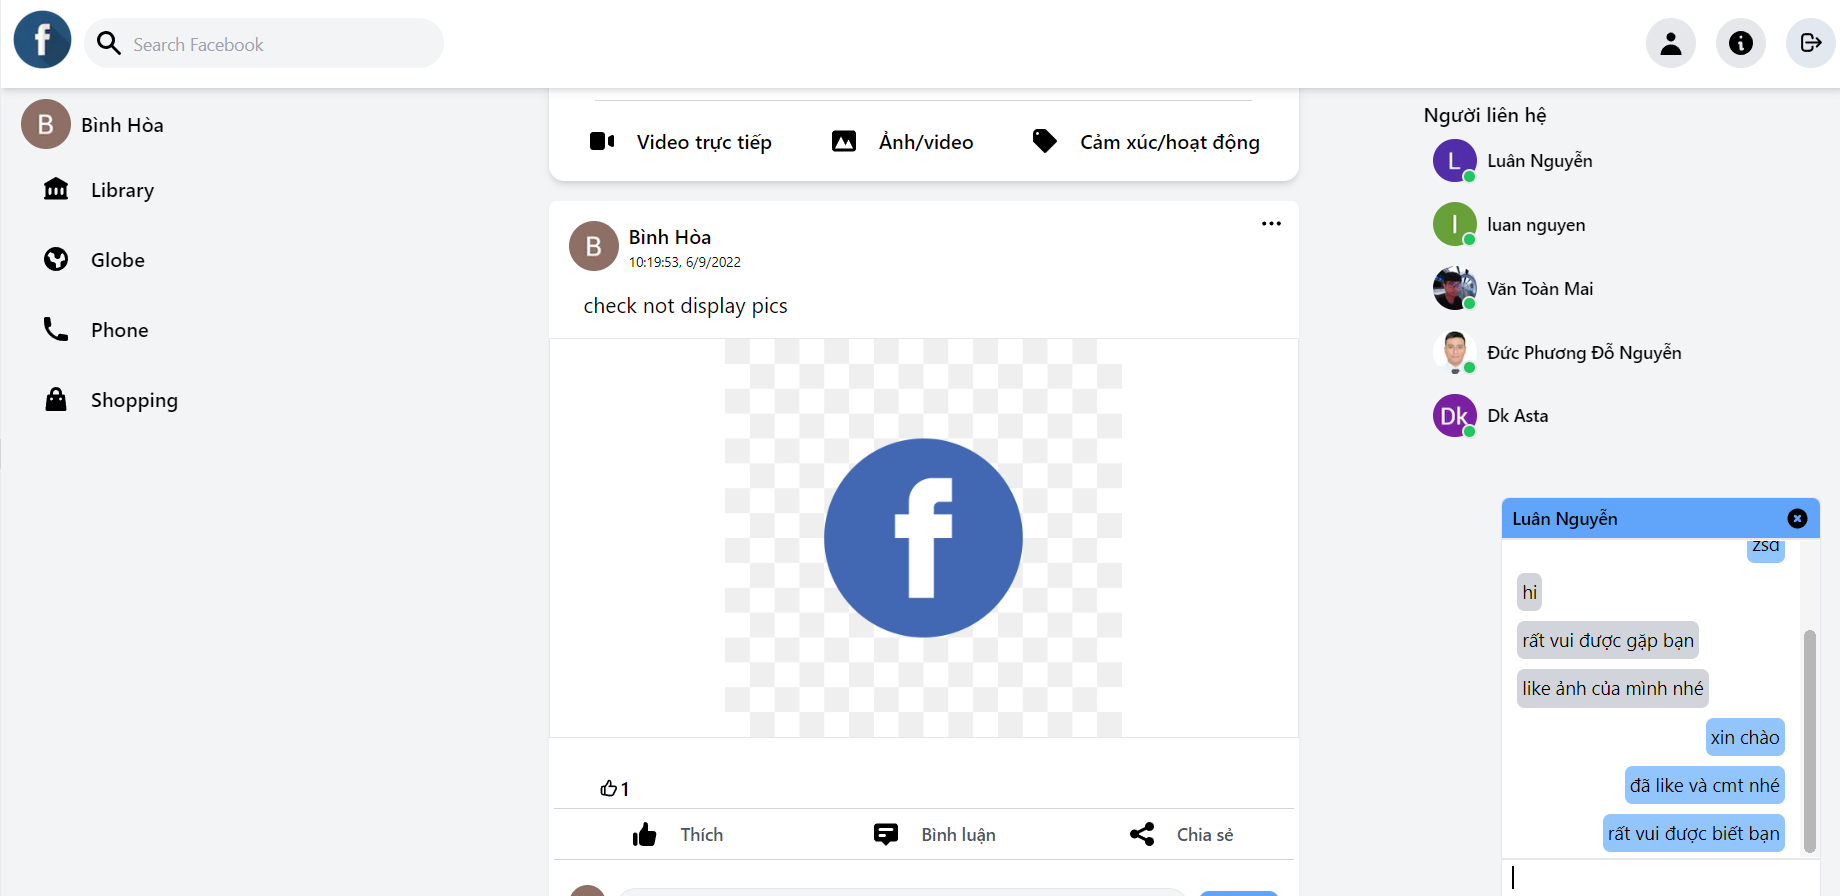 f
Search Facebook
B
Bình Hòa
Library
Globe
Phone
Shopping
Video trực tiếp
Ảnh/video
Cảm xúc/hoạt động
B
Bình Hòa
10:19:53, 6/9/2022
check not display pics
f
1
Thích
Bình luận
Chia sẻ
Người liên hệ
L
Luân Nguyễn
l
luan nguyen
Văn Toàn Mai
Đức Phương Đỗ Nguyễn
Dk
Dk Asta
Luân Nguyễn
zsd
hi
rất vui được gặp bạn
like ảnh của mình nhé
xin chào
đã like và cmt nhé
rất vui được biết bạn